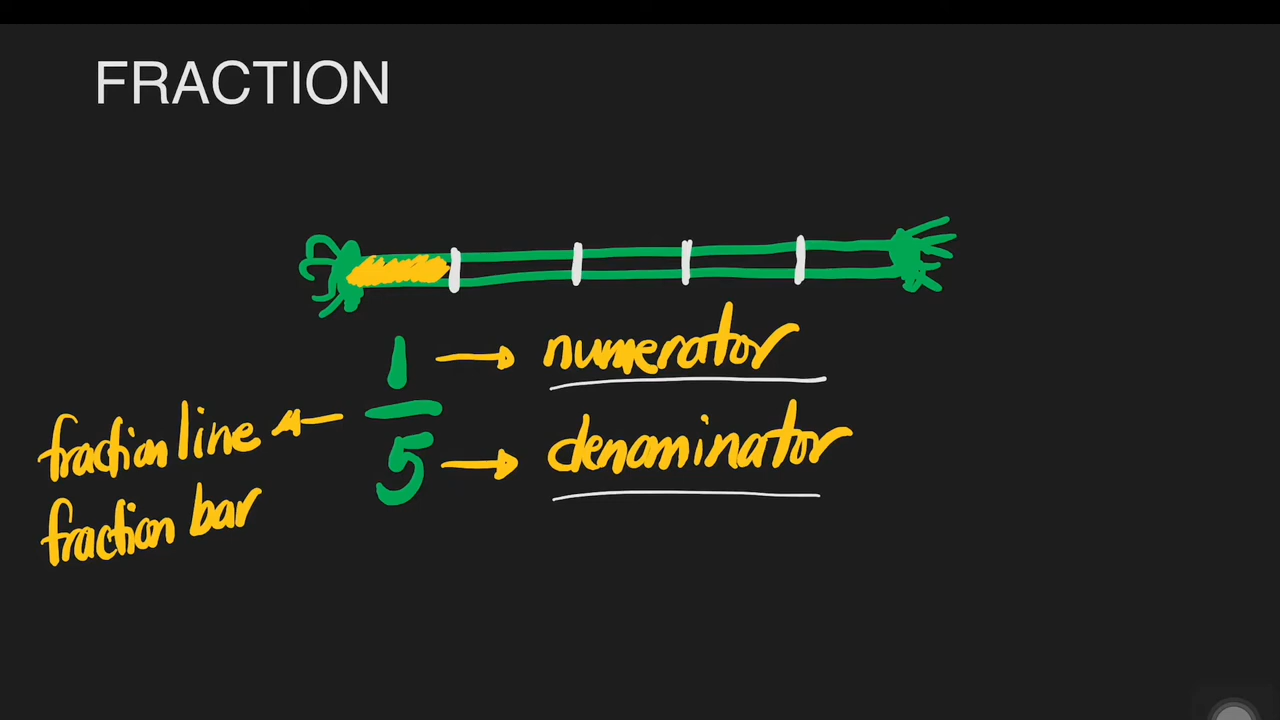 FRACTION
1 → numerator
fraction line ←
5 → denominator
fraction bar